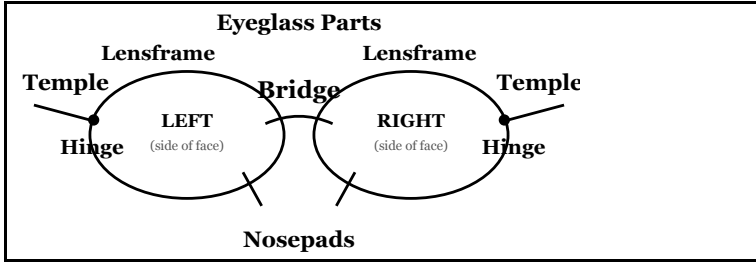 Eyeglass Parts
Lensframe Lensframe
Temple Bridge Temple
LEFT RIGHT
Hinge (side of face) (side of face) Hinge
Nosepads